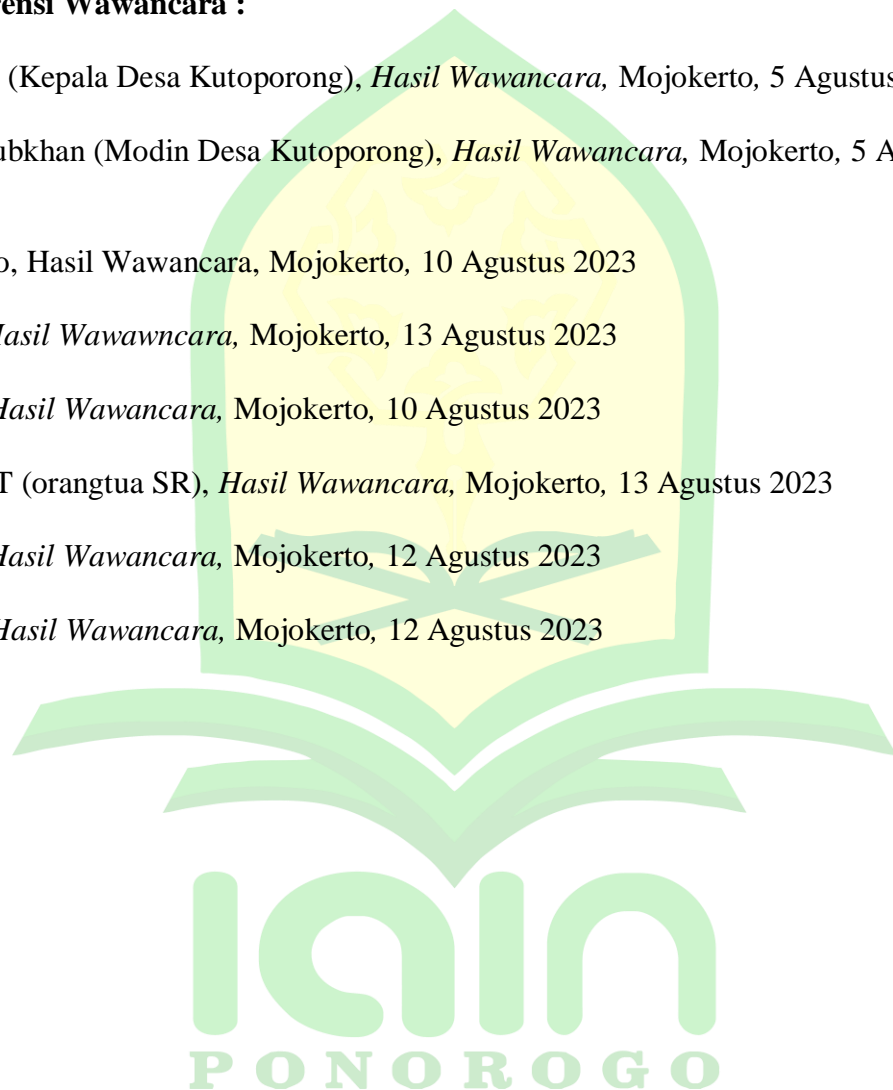 ensi Wawancara :
(Kepala Desa Kutoporong), Hasil Wawancara, Mojokerto, 5 Agustus
ubkhan (Modin Desa Kutoporong), Hasil Wawancara, Mojokerto, 5 A
o, Hasil Wawancara, Mojokerto, 10 Agustus 2023
Hasil Wawawncara, Mojokerto, 13 Agustus 2023
Hasil Wawancara, Mojokerto, 10 Agustus 2023
T (orangtua SR), Hasil Wawancara, Mojokerto, 13 Agustus 2023
Hasil Wawancara, Mojokerto, 12 Agustus 2023
Hasil Wawancara, Mojokerto, 12 Agustus 2023
IAIN
PONOROGO